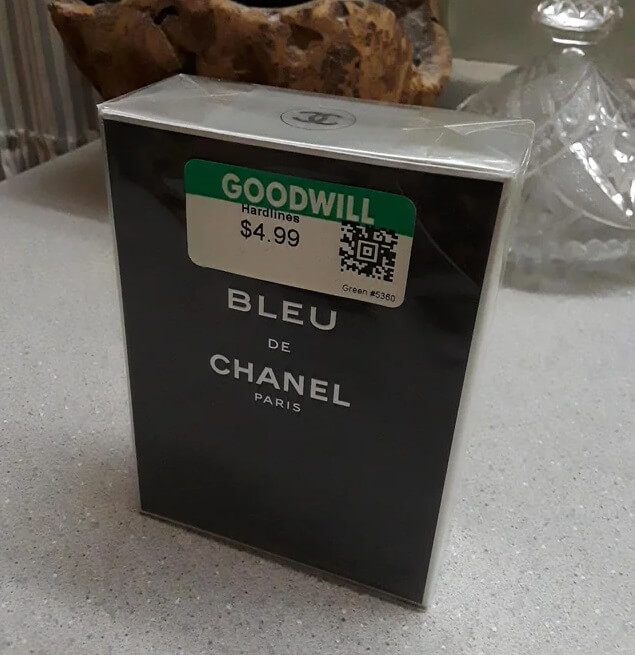 GOODWILL
Hardlines
$4.99
Green #5360
BLEU
DE
CHANEL
PARIS